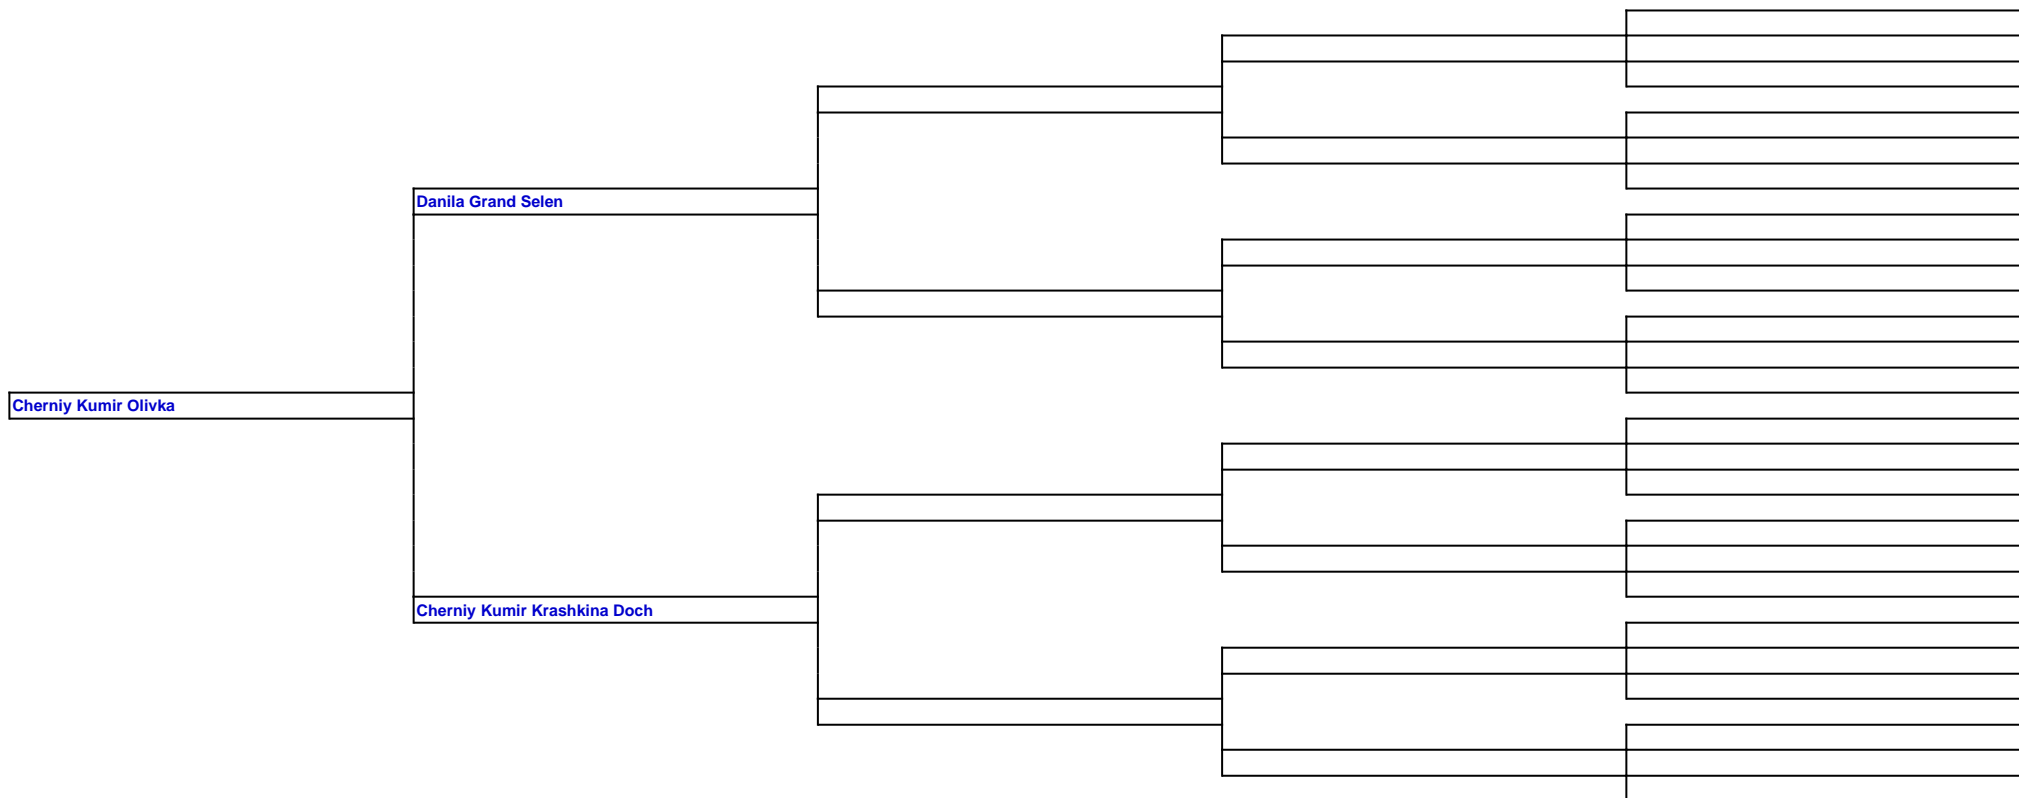 Danila Grand Selen
Cherniy Kumir Olivka
Cherniy Kumir Krashkina Doch